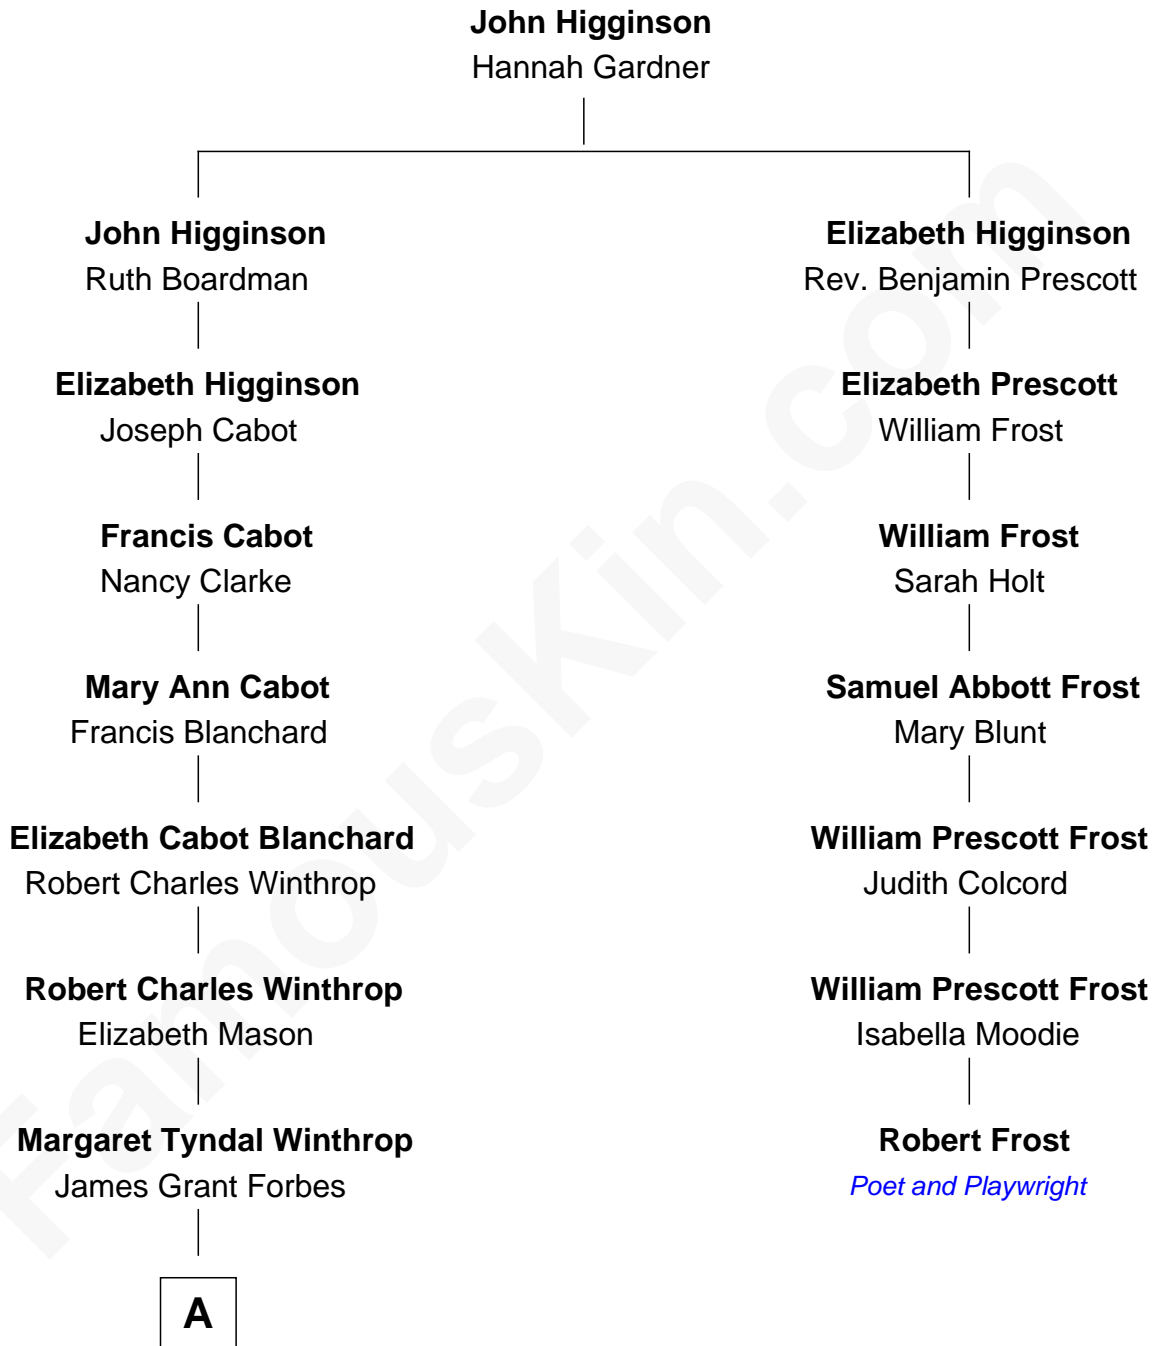 John Higginson
Hannah Gardner
John Higginson
Ruth Boardman
Elizabeth Higginson
Rev. Benjamin Prescott
Elizabeth Higginson
Joseph Cabot
Elizabeth Prescott
William Frost
Francis Cabot
Nancy Clarke
William Frost
Sarah Holt
Mary Ann Cabot
Francis Blanchard
Samuel Abbott Frost
Mary Blunt
Elizabeth Cabot Blanchard
Robert Charles Winthrop
William Prescott Frost
Judith Colcord
Robert Charles Winthrop
Elizabeth Mason
William Prescott Frost
Isabella Moodie
Margaret Tyndal Winthrop
James Grant Forbes
Robert Frost
Poet and Playwright
A
FamousKin.com